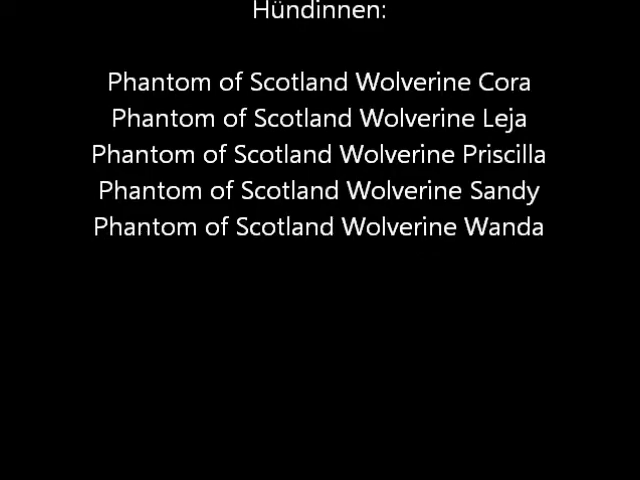 Hündinnen:
Phantom of Scotland Wolverine Cora
Phantom of Scotland Wolverine Leja
Phantom of Scotland Wolverine Priscilla
Phantom of Scotland Wolverine Sandy
Phantom of Scotland Wolverine Wanda